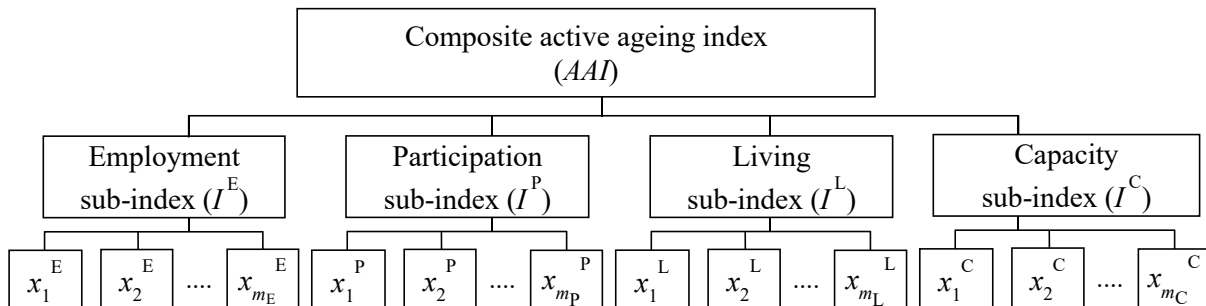 Composite active ageing index
(AAI)
Employment
sub-index (I^E)
Participation
sub-index (I^P)
Living
sub-index (I^L)
Capacity
sub-index (I^C)
x_1^E x_2^E .... x_{m_E}^E x_1^P x_2^P .... x_{m_P}^P x_1^L x_2^L .... x_{m_L}^L x_1^C x_2^C .... x_{m_C}^C